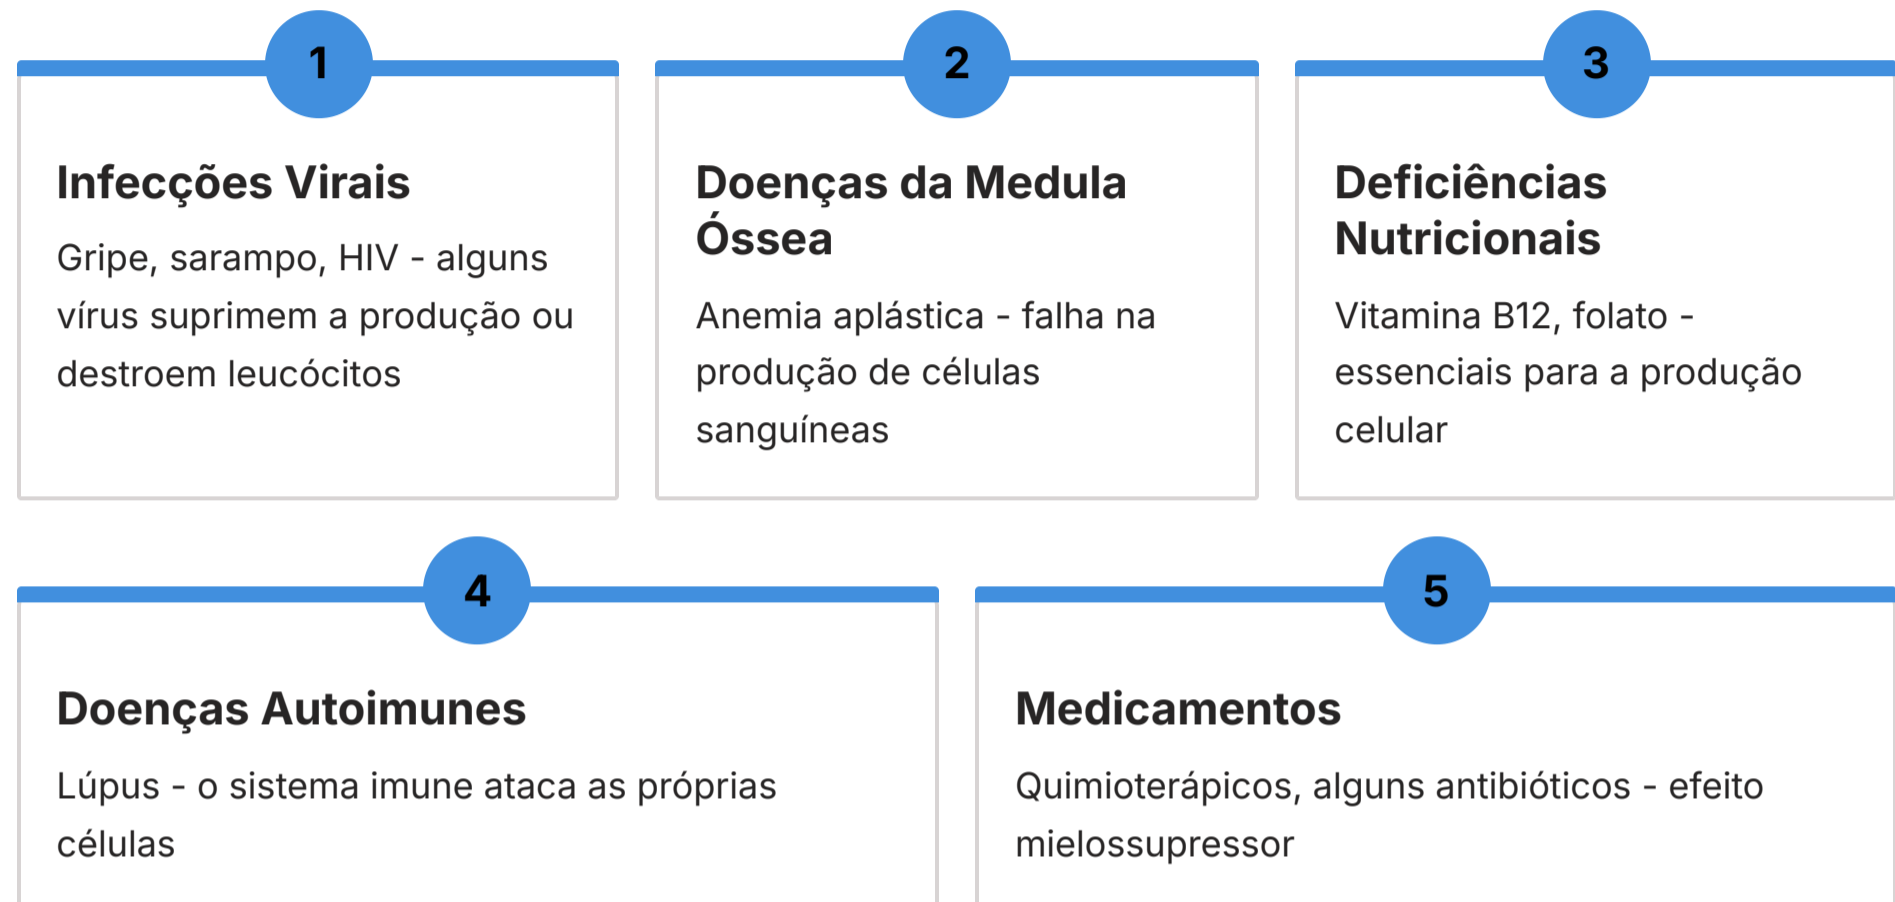 1
Infecções Virais
Gripe, sarampo, HIV - alguns
vírus suprimem a produção ou
destroem leucócitos
2
Doenças da Medula
Óssea
Anemia aplástica - falha na
produção de células
sanguíneas
3
Deficiências
Nutricionais
Vitamina B12, folato -
essenciais para a produção
celular
4
Doenças Autoimunes
Lúpus - o sistema imune ataca as próprias
células
5
Medicamentos
Quimioterápicos, alguns antibióticos - efeito
mielossupressor